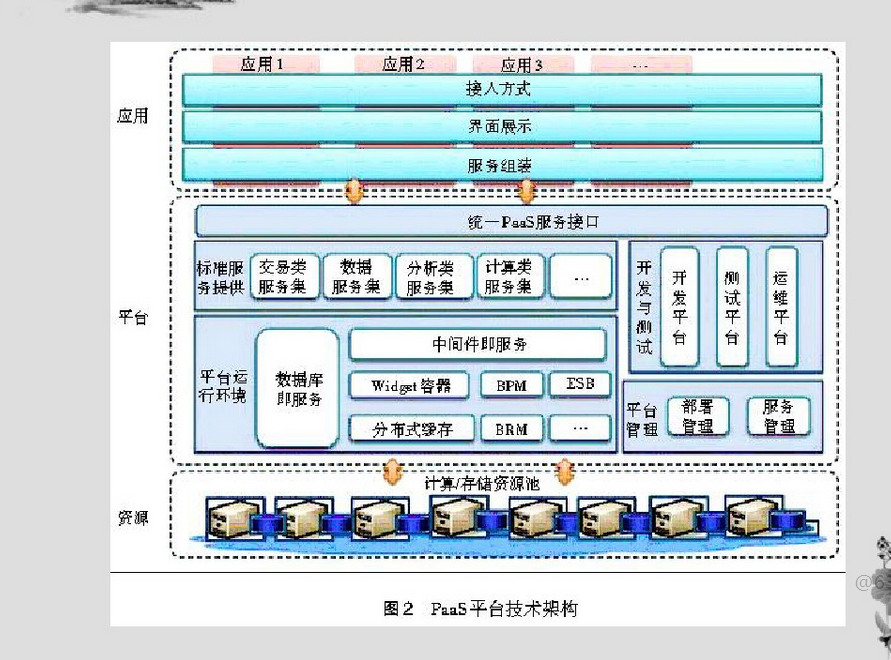 应用1
应用2
应用3
...
应用
接入方式
界面展示
服务组装
平台
统一PaaS服务接口
标准服
务提供
交易类
服务集
数据
服务集
分析类
服务集
计算类
服务集
...
开发与测试
开发平台
测试平台
运维平台
平台运
行环境
数据库
即服务
中间件即服务
Widget 容器
BPM
ESB
分布式缓存
BRM
...
平台
管理
部署
管理
服务
管理
资源
计算/存储资源池
图2 PaaS平台技术架构